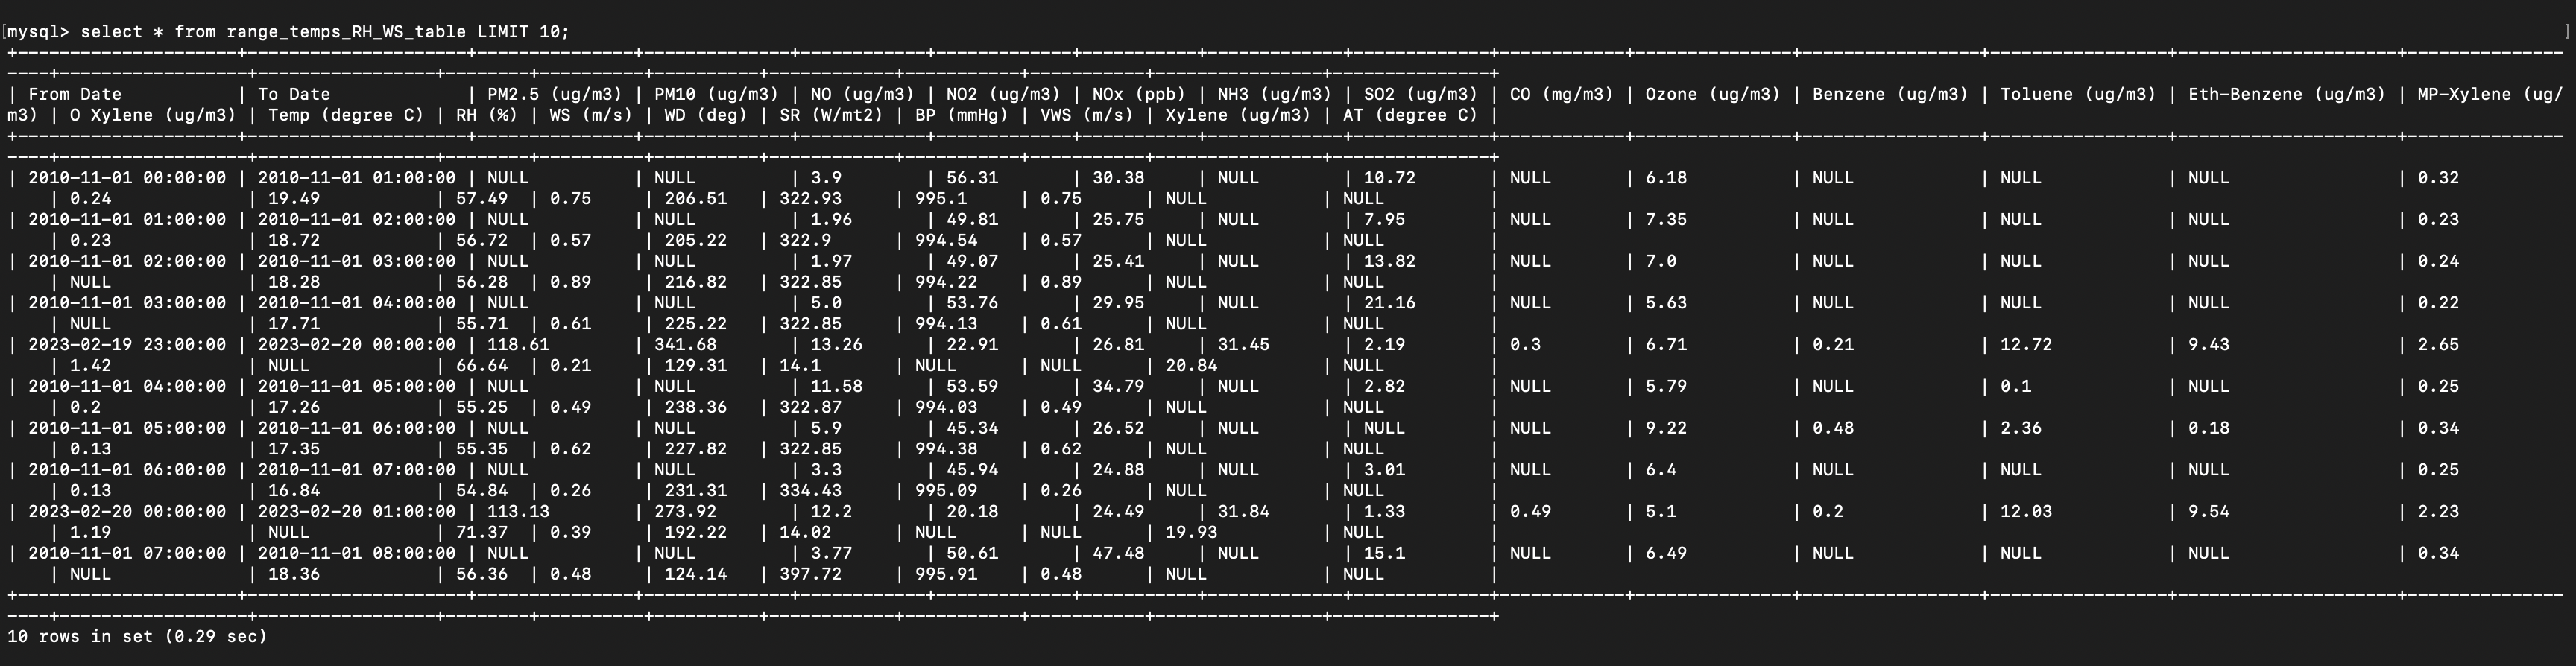 [mysql> select * from range_temps_RH_WS_table LIMIT 10; ]
+---------------------+---------------------+---------------+--------------+------------+-------------+-----------+-------------+-------------+------------+---------------+-----------------+-----------------+---------------------+---------------
----+------------------+------------------+--------+----------+----------+-----------+-----------+-----------+----------------+---------------+
| From Date | To Date | PM2.5 (ug/m3) | PM10 (ug/m3) | NO (ug/m3) | NO2 (ug/m3) | NOx (ppb) | NH3 (ug/m3) | SO2 (ug/m3) | CO (mg/m3) | Ozone (ug/m3) | Benzene (ug/m3) | Toluene (ug/m3) | Eth-Benzene (ug/m3) | MP-Xylene (ug/
m3) | O Xylene (ug/m3) | Temp (degree C) | RH (%) | WS (m/s) | WD (deg) | SR (W/mt2) | BP (mmHg) | VWS (m/s) | Xylene (ug/m3) | AT (degree C) |
+---------------------+---------------------+---------------+--------------+------------+-------------+-----------+-------------+-------------+------------+---------------+-----------------+-----------------+---------------------+---------------
----+------------------+------------------+--------+----------+----------+-----------+-----------+-----------+----------------+---------------+
| 2010-11-01 00:00:00 | 2010-11-01 01:00:00 | NULL | NULL | 3.9 | 56.31 | 30.38 | NULL | 10.72 | NULL | 6.18 | NULL | NULL | NULL | 0.32
| 0.24 | 19.49 | 57.49 | 0.75 | 206.51 | 322.93 | 995.1 | 0.75 | NULL | NULL |
| 2010-11-01 01:00:00 | 2010-11-01 02:00:00 | NULL | NULL | 1.96 | 49.81 | 25.75 | NULL | 7.95 | NULL | 7.35 | NULL | NULL | NULL | 0.23
| 0.23 | 18.72 | 56.72 | 0.57 | 205.22 | 322.9 | 994.54 | 0.57 | NULL | NULL |
| 2010-11-01 02:00:00 | 2010-11-01 03:00:00 | NULL | NULL | 1.97 | 49.07 | 25.41 | NULL | 13.82 | NULL | 7.0 | NULL | NULL | NULL | 0.24
| NULL | 18.28 | 56.28 | 0.89 | 216.82 | 322.85 | 994.22 | 0.89 | NULL | NULL |
| 2010-11-01 03:00:00 | 2010-11-01 04:00:00 | NULL | NULL | 5.0 | 53.76 | 29.95 | NULL | 21.16 | NULL | 5.63 | NULL | NULL | NULL | 0.22
| NULL | 17.71 | 55.71 | 0.61 | 225.22 | 322.85 | 994.13 | 0.61 | NULL | NULL |
| 2023-02-19 23:00:00 | 2023-02-20 00:00:00 | 118.61 | 341.68 | 13.26 | 22.91 | 26.81 | 31.45 | 2.19 | 0.3 | 6.71 | 0.21 | 12.72 | 9.43 | 2.65
| 1.42 | NULL | 66.64 | 0.21 | 129.31 | 14.1 | NULL | NULL | 20.84 | NULL |
| 2010-11-01 04:00:00 | 2010-11-01 05:00:00 | NULL | NULL | 11.58 | 53.59 | 34.79 | NULL | 2.82 | NULL | 5.79 | NULL | 0.1 | NULL | 0.25
| 0.2 | 17.26 | 55.25 | 0.49 | 238.36 | 322.87 | 994.03 | 0.49 | NULL | NULL |
| 2010-11-01 05:00:00 | 2010-11-01 06:00:00 | NULL | NULL | 5.9 | 45.34 | 26.52 | NULL | NULL | NULL | 9.22 | 0.48 | 2.36 | 0.18 | 0.34
| 0.13 | 17.35 | 55.35 | 0.62 | 227.82 | 322.85 | 994.38 | 0.62 | NULL | NULL |
| 2010-11-01 06:00:00 | 2010-11-01 07:00:00 | NULL | NULL | 3.3 | 45.94 | 24.88 | NULL | 3.01 | NULL | 6.4 | NULL | NULL | NULL | 0.25
| 0.13 | 16.84 | 54.84 | 0.26 | 231.31 | 334.43 | 995.09 | 0.26 | NULL | NULL |
| 2023-02-20 00:00:00 | 2023-02-20 01:00:00 | 113.13 | 273.92 | 12.2 | 20.18 | 24.49 | 31.84 | 1.33 | 0.49 | 5.1 | 0.2 | 12.03 | 9.54 | 2.23
| 1.19 | NULL | 71.37 | 0.39 | 192.22 | 14.02 | NULL | NULL | 19.93 | NULL |
| 2010-11-01 07:00:00 | 2010-11-01 08:00:00 | NULL | NULL | 3.77 | 50.61 | 47.48 | NULL | 15.1 | NULL | 6.49 | NULL | NULL | NULL | 0.34
| NULL | 18.36 | 56.36 | 0.48 | 124.14 | 397.72 | 995.91 | 0.48 | NULL | NULL |
+---------------------+---------------------+---------------+--------------+------------+-------------+-----------+-------------+-------------+------------+---------------+-----------------+-----------------+---------------------+---------------
----+------------------+------------------+--------+----------+----------+-----------+-----------+-----------+----------------+---------------+
10 rows in set (0.29 sec)